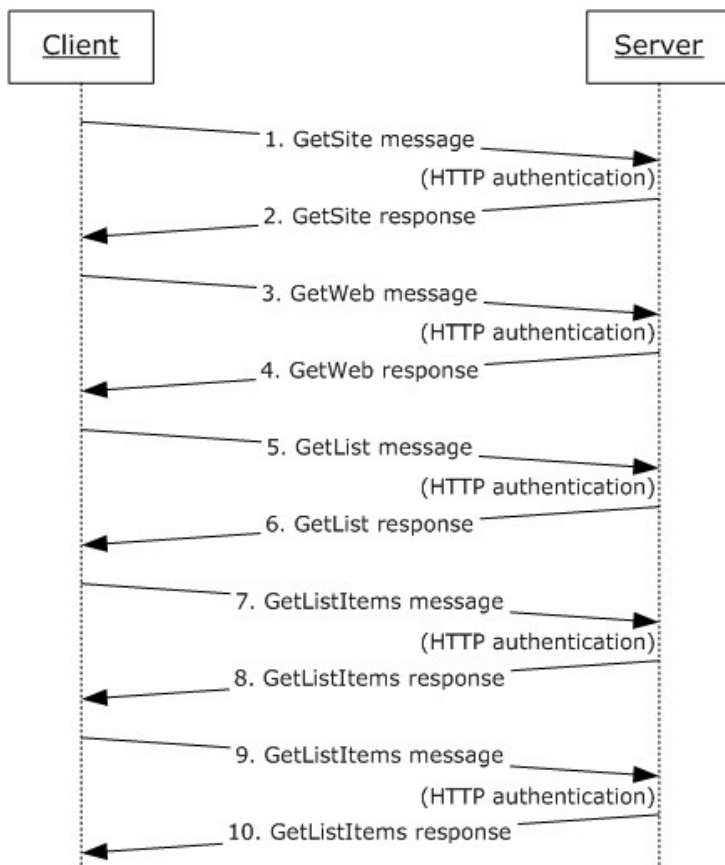 Client
Server
1. GetSite message
(HTTP authentication)
2. GetSite response
3. GetWeb message
(HTTP authentication)
4. GetWeb response
5. GetList message
(HTTP authentication)
6. GetList response
7. GetListItems message
(HTTP authentication)
8. GetListItems response
9. GetListItems message
(HTTP authentication)
10. GetListItems response